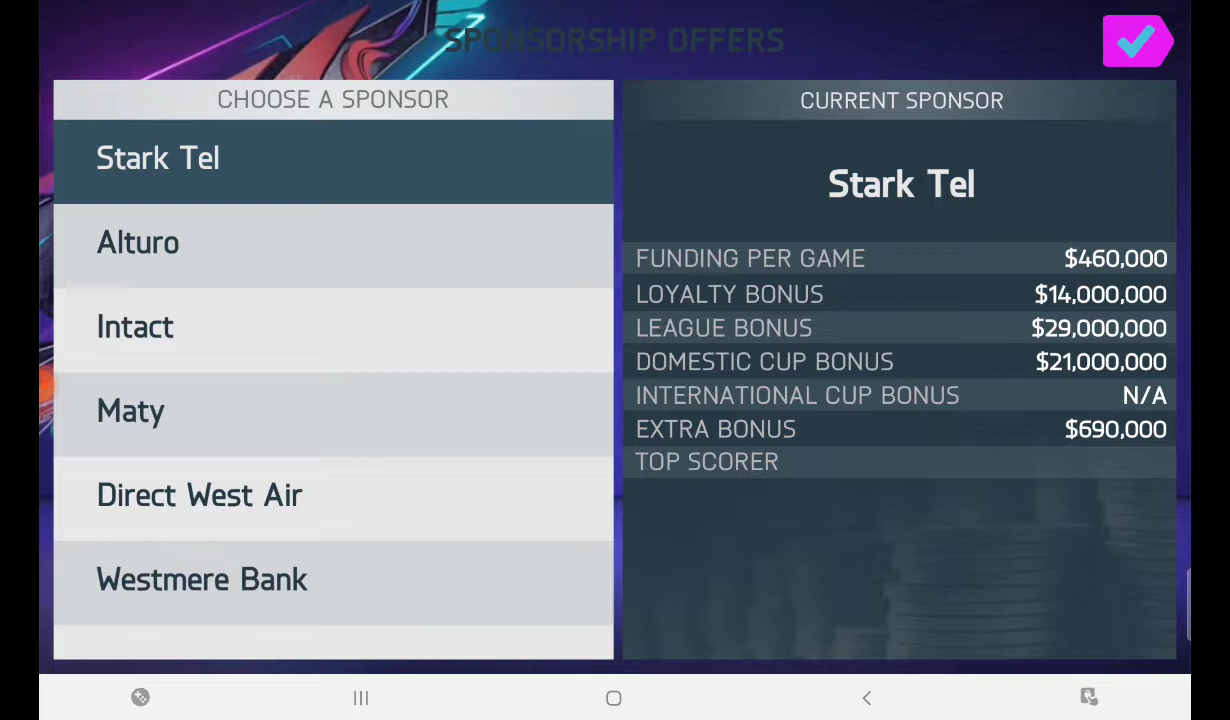 SPONSORSHIP OFFERS
CHOOSE A SPONSOR
Stark Tel
Alturo
Intact
Maty
Direct West Air
Westmere Bank
CURRENT SPONSOR
Stark Tel
FUNDING PER GAME $460,000
LOYALTY BONUS $14,000,000
LEAGUE BONUS $29,000,000
DOMESTIC CUP BONUS $21,000,000
INTERNATIONAL CUP BONUS N/A
EXTRA BONUS $690,000
TOP SCORER